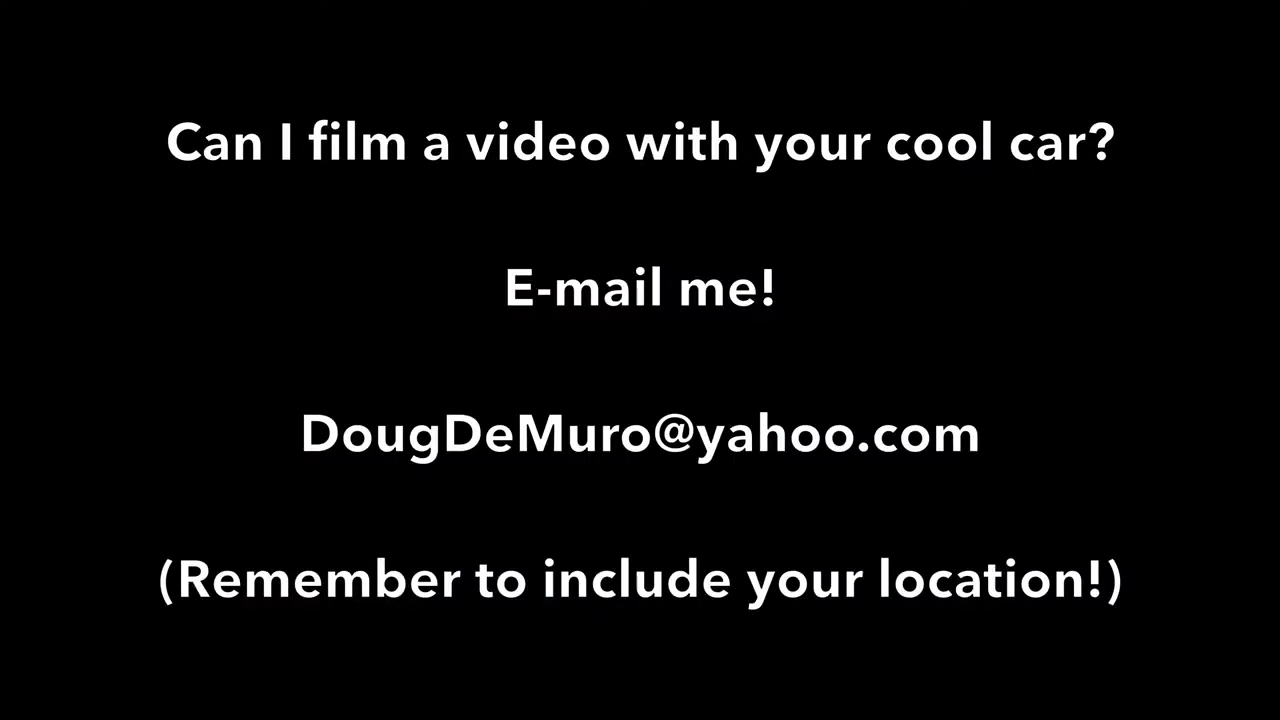 Can I film a video with your cool car?
E-mail me!
DougDeMuro@yahoo.com
(Remember to include your location!)